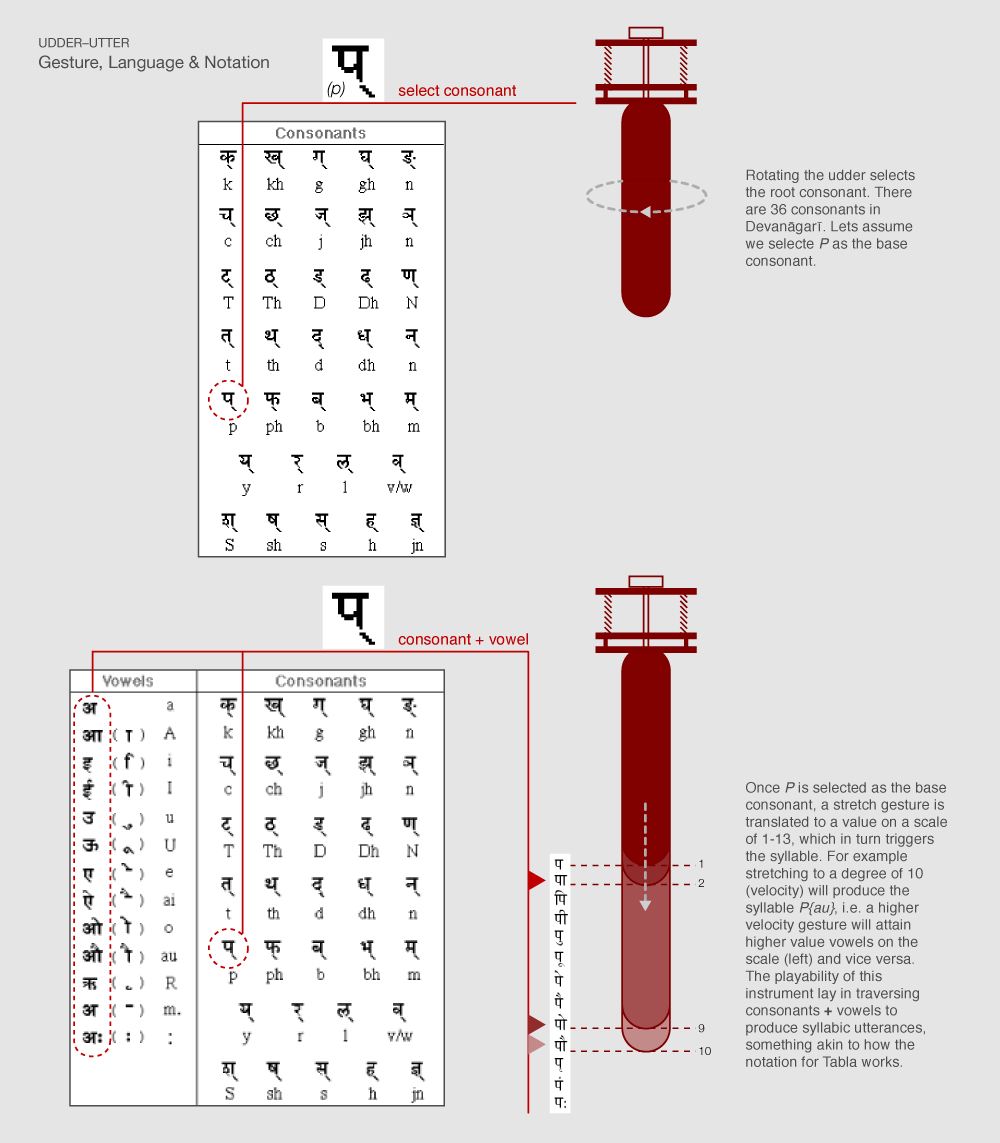 UDDER–UTTER
Gesture, Language & Notation
प्
(p)
select consonant
Consonants
क् ख् ग् घ् ङ्
k kh g gh n
च् छ् ज् झ् ञ्
c ch j jh n
ट् ठ् ड् ढ् ण्
T Th D Dh N
त् थ् द् ध् न्
t th d dh n
प् फ् ब् भ् म्
p ph b bh m
य् र् ल् व्
y r l v/w
श् ष् स् ह् ज्ञ्
S sh s h jn
Rotating the udder selects
the root consonant. There
are 36 consonants in
Devanāgarī. Lets assume
we selecte P as the base
consonant.
प्
consonant + vowel
Vowels
अ a
आ ( ा ) A
इ ( ि ) i
ई ( ी ) I
उ ( ु ) u
ऊ ( ू ) U
ए ( े ) e
ऐ ( ै ) ai
ओ ( ो ) o
औ ( ौ ) au
ऋ ( ृ ) R
अ ( ) m.
अः ( ः ) :
Consonants
क् ख् ग् घ् ङ्
k kh g gh n
च् छ् ज् झ् ञ्
c ch j jh n
ट् ठ् ड् ढ् ण्
T Th D Dh N
त् थ् द् ध् न्
t th d dh n
प् फ् ब् भ् म्
p ph b bh m
य् र् ल् व्
y r l v/w
श् ष् स् ह् ज्ञ्
S sh s h jn
प
पा
पि
पी
पु
पू
पे
पै
पो
पौ
पृ
पं
पः
1
2
9
10
Once P is selected as the base
consonant, a stretch gesture is
translated to a value on a scale
of 1-13, which in turn triggers
the syllable. For example
stretching to a degree of 10
(velocity) will produce the
syllable P{au}, i.e. a higher
velocity gesture will attain
higher value vowels on the
scale (left) and vice versa.
The playability of this
instrument lay in traversing
consonants + vowels to
produce syllabic utterances,
something akin to how the
notation for Tabla works.